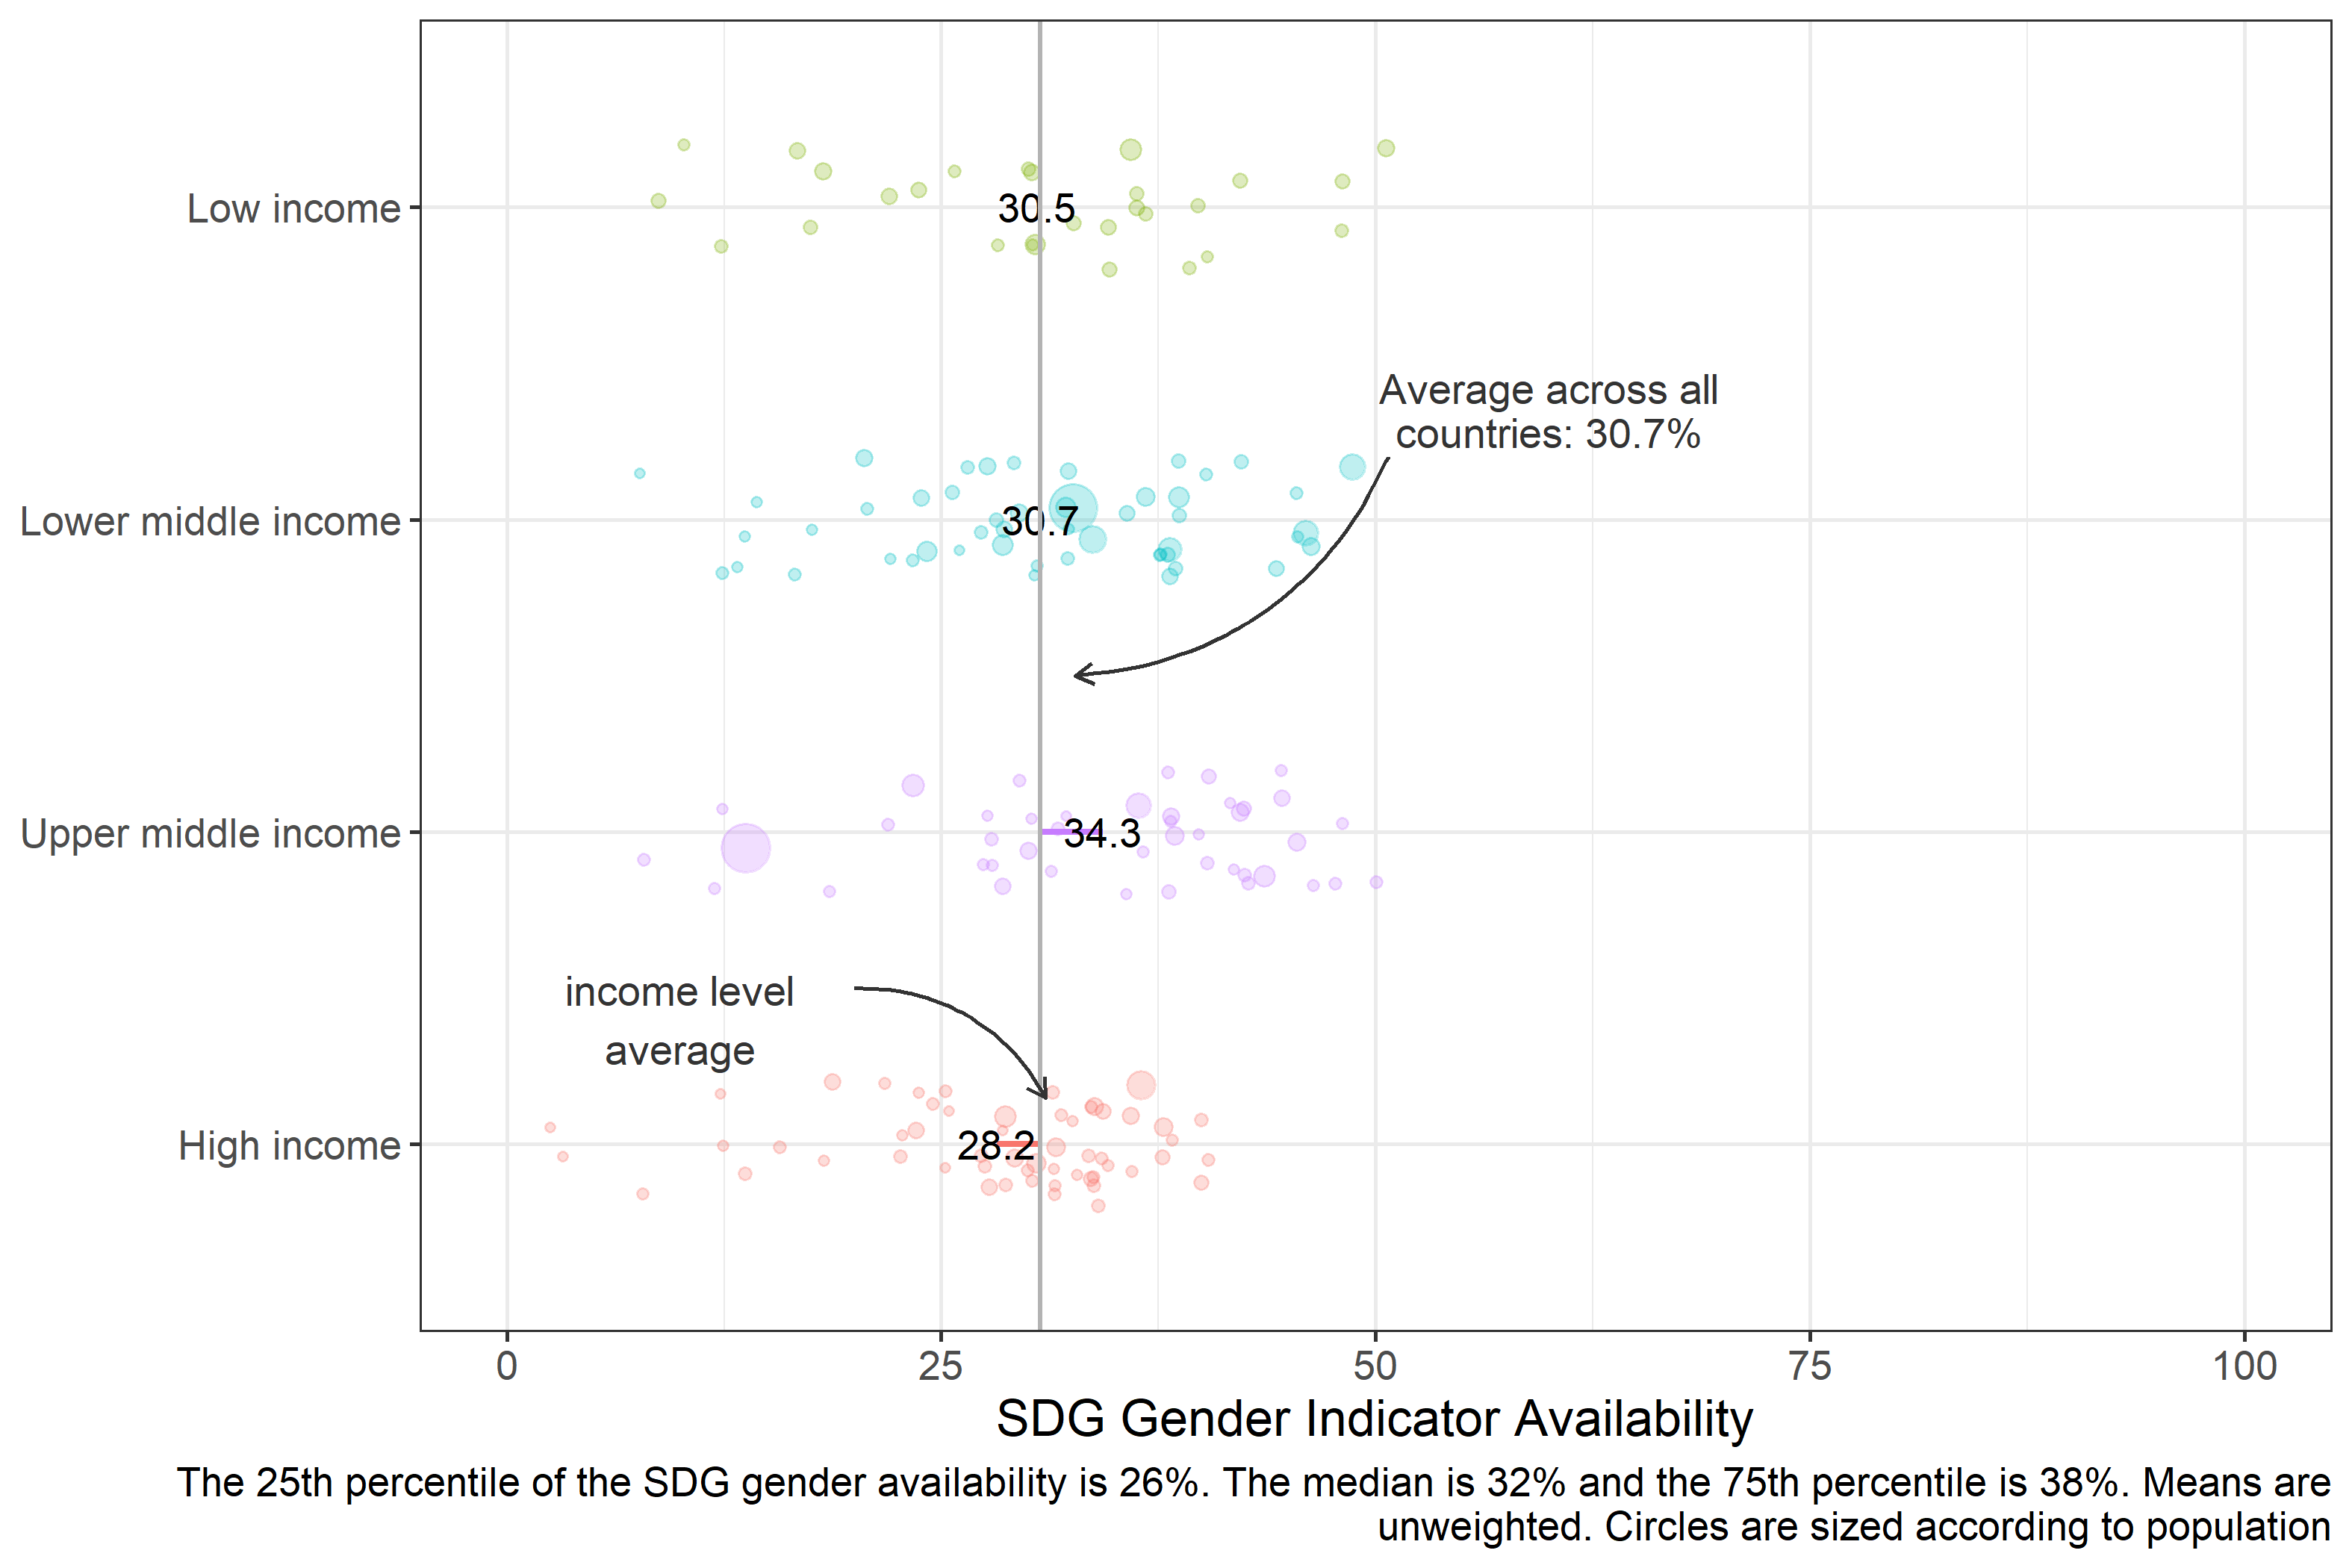 Low income
30.5
Average across all
countries: 30.7%
Lower middle income
30.7
Upper middle income
34.3
income level
average
High income
28.2
0 25 50 75 100
SDG Gender Indicator Availability
The 25th percentile of the SDG gender availability is 26%. The median is 32% and the 75th percentile is 38%. Means are
unweighted. Circles are sized according to population